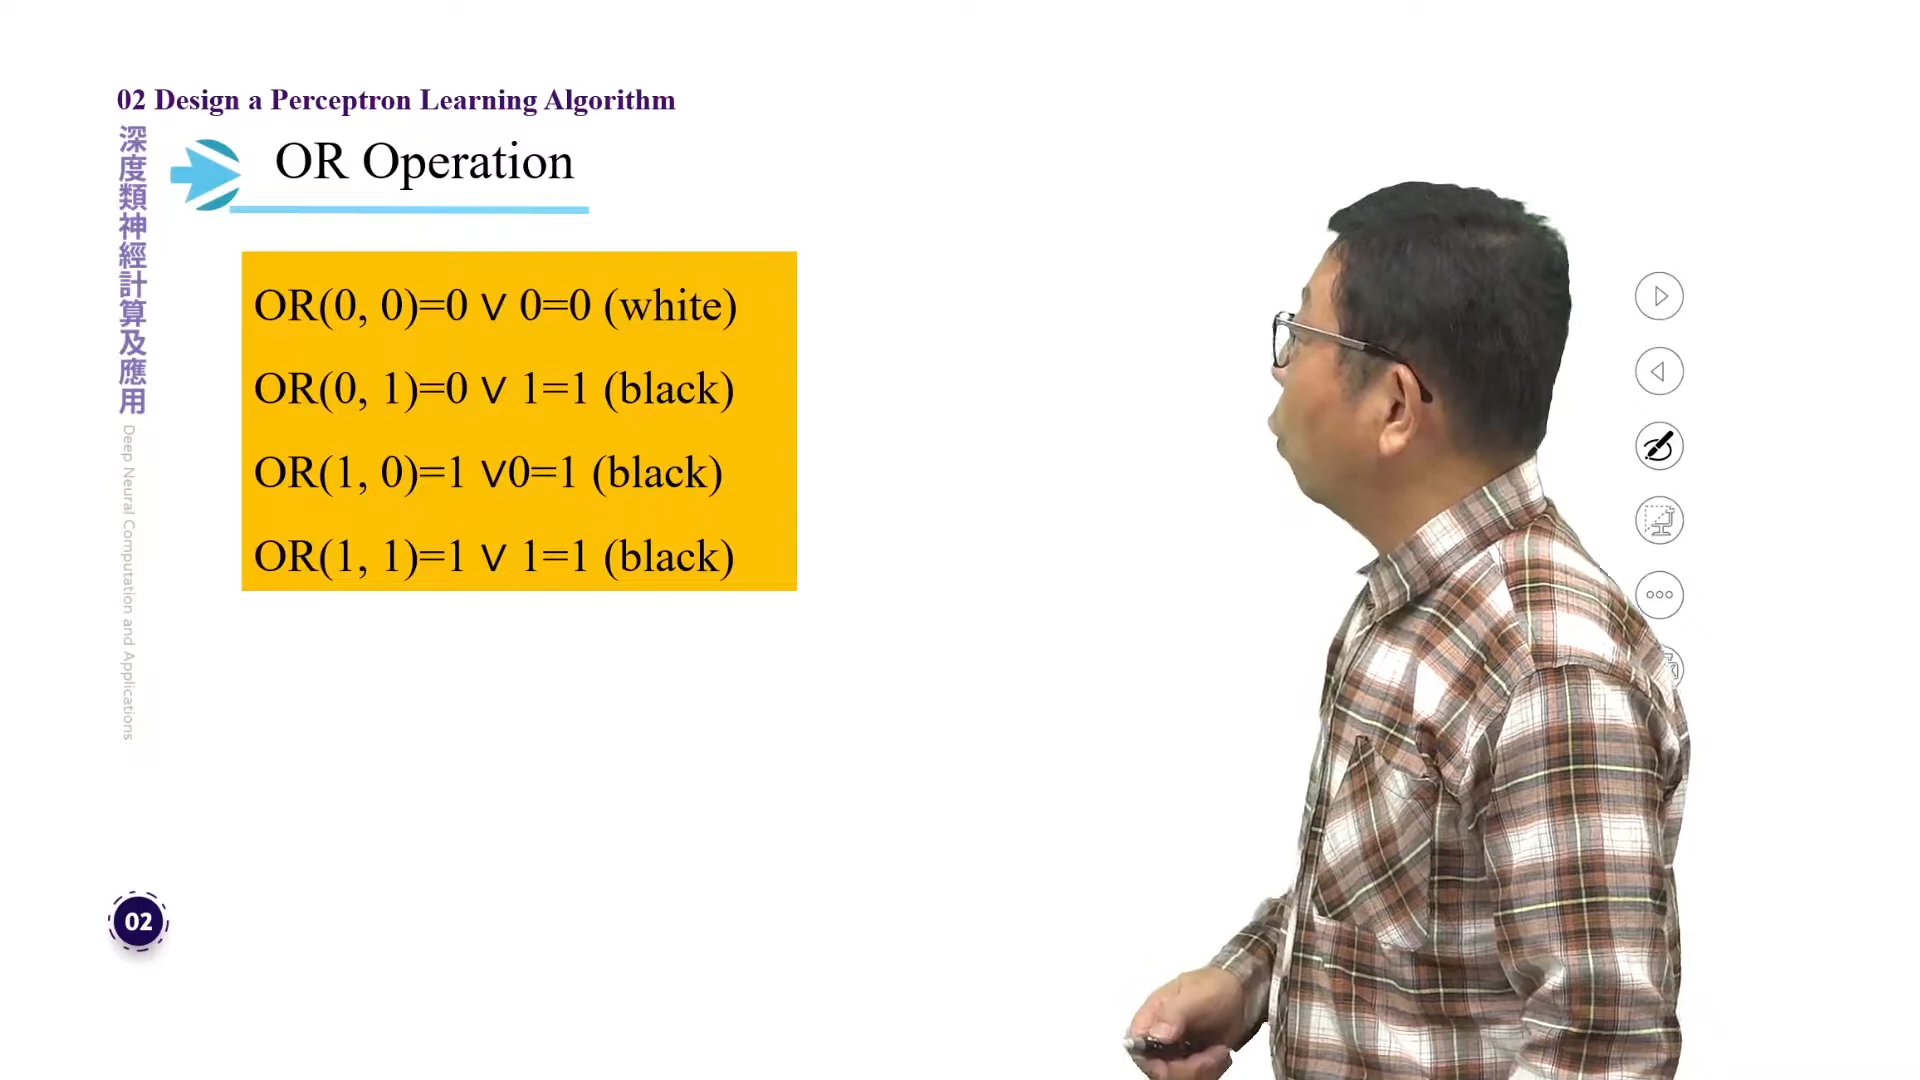 02 Design a Perceptron Learning Algorithm
深度類神經計算及應用
Deep Neural Computation and Applications
OR Operation
OR(0, 0)=0 ∨ 0=0 (white)
OR(0, 1)=0 ∨ 1=1 (black)
OR(1, 0)=1 ∨0=1 (black)
OR(1, 1)=1 ∨ 1=1 (black)
02